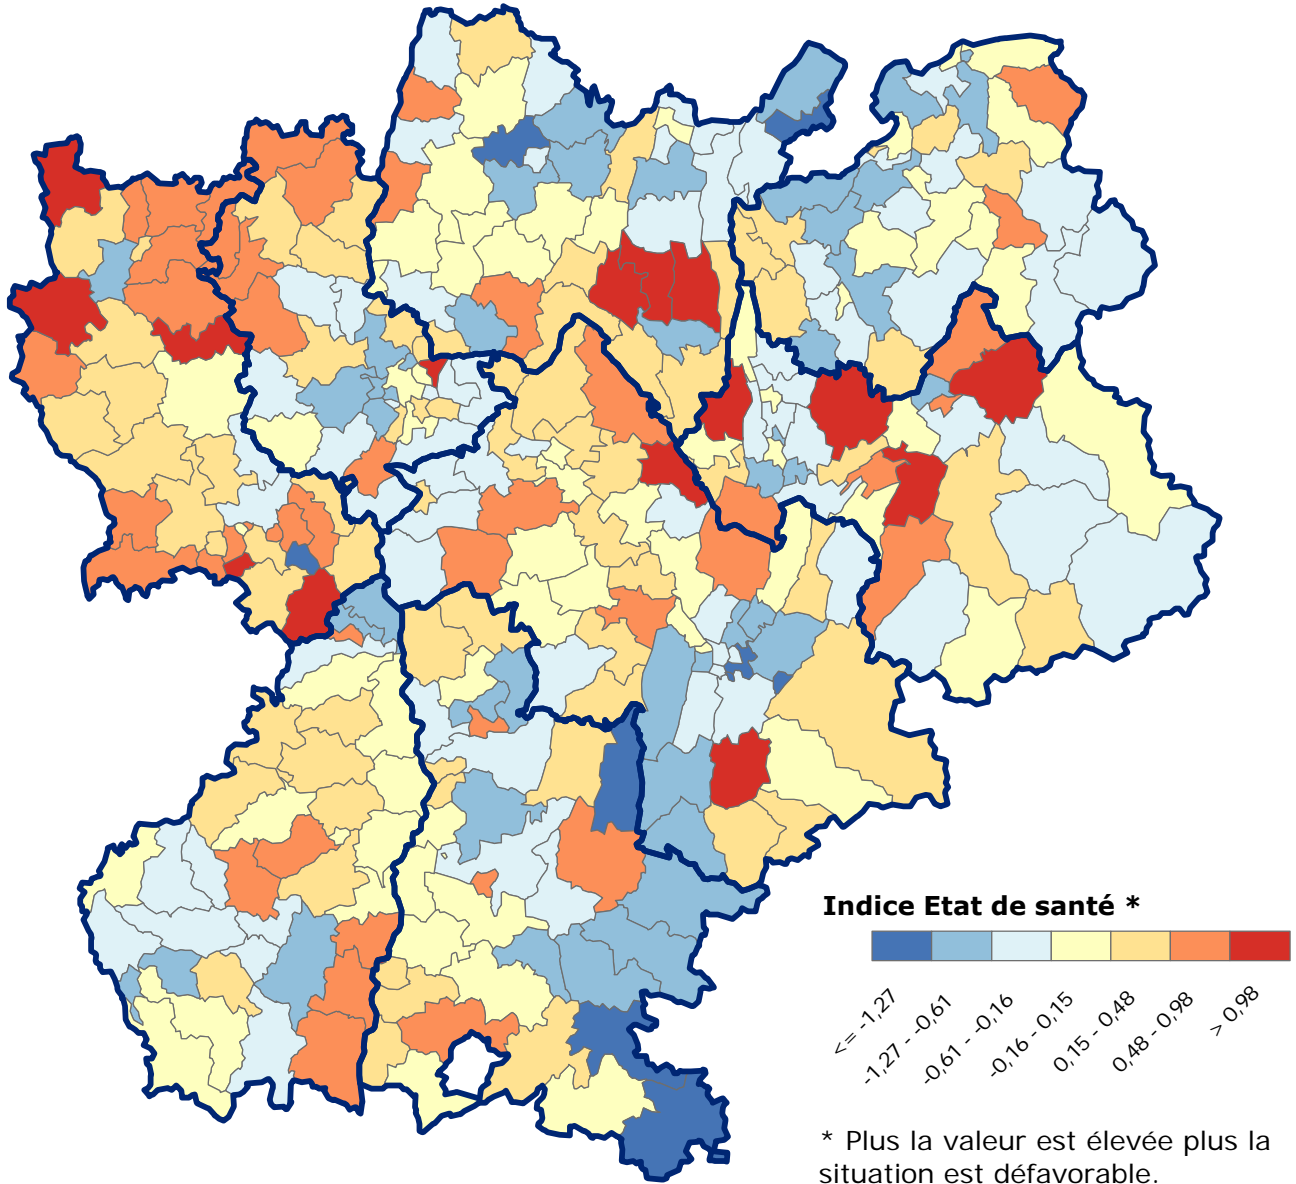 Indice Etat de santé *
<= -1,27
-1,27 - -0,61
-0,61 - -0,16
-0,16 - 0,15
0,15 - 0,48
0,48 - 0,98
> 0,98
* Plus la valeur est élevée plus la
situation est défavorable.